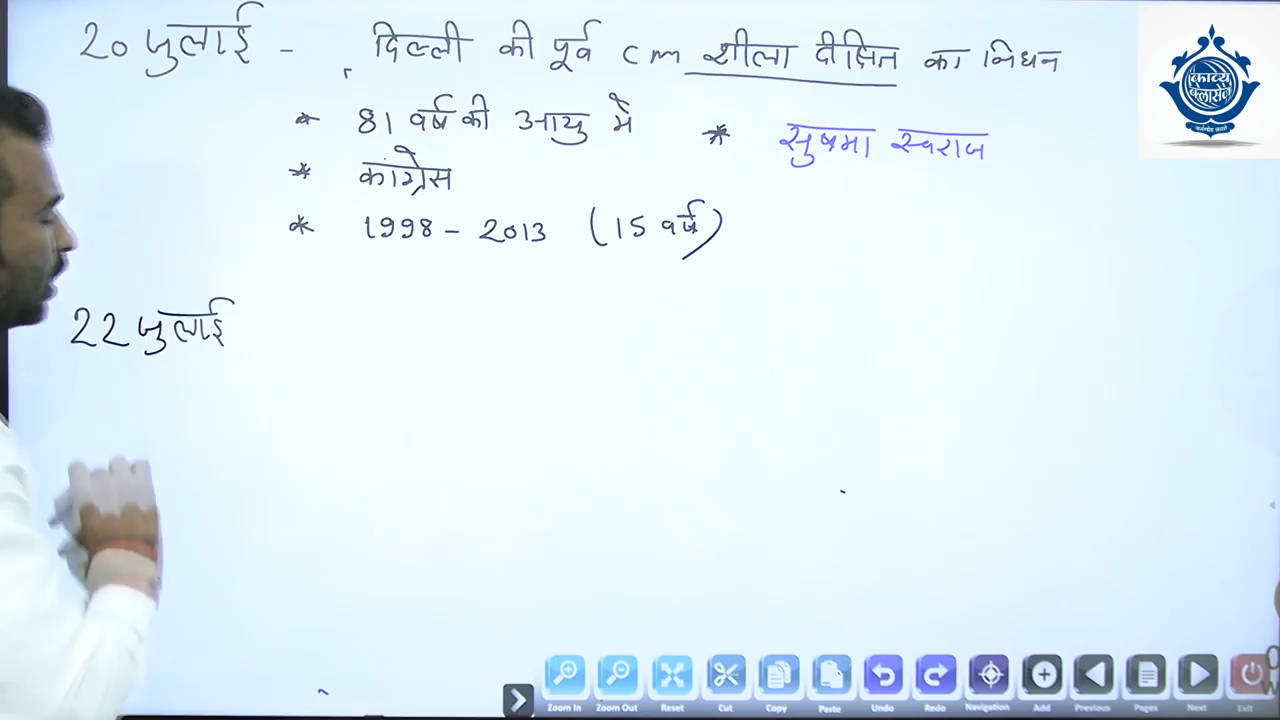 20 जुलाई - दिल्ली की पूर्व cm शीला दीक्षित का निधन
* 81 वर्ष की आयु में * सुषमा स्वराज
* कांग्रेस
* 1998 - 2013 (15 वर्ष)
22 जुलाई
काव्य
क्लासेस
Zoom In Zoom Out Reset Cut Copy Paste Undo Redo Navigation Add Previous Pages Next Exit